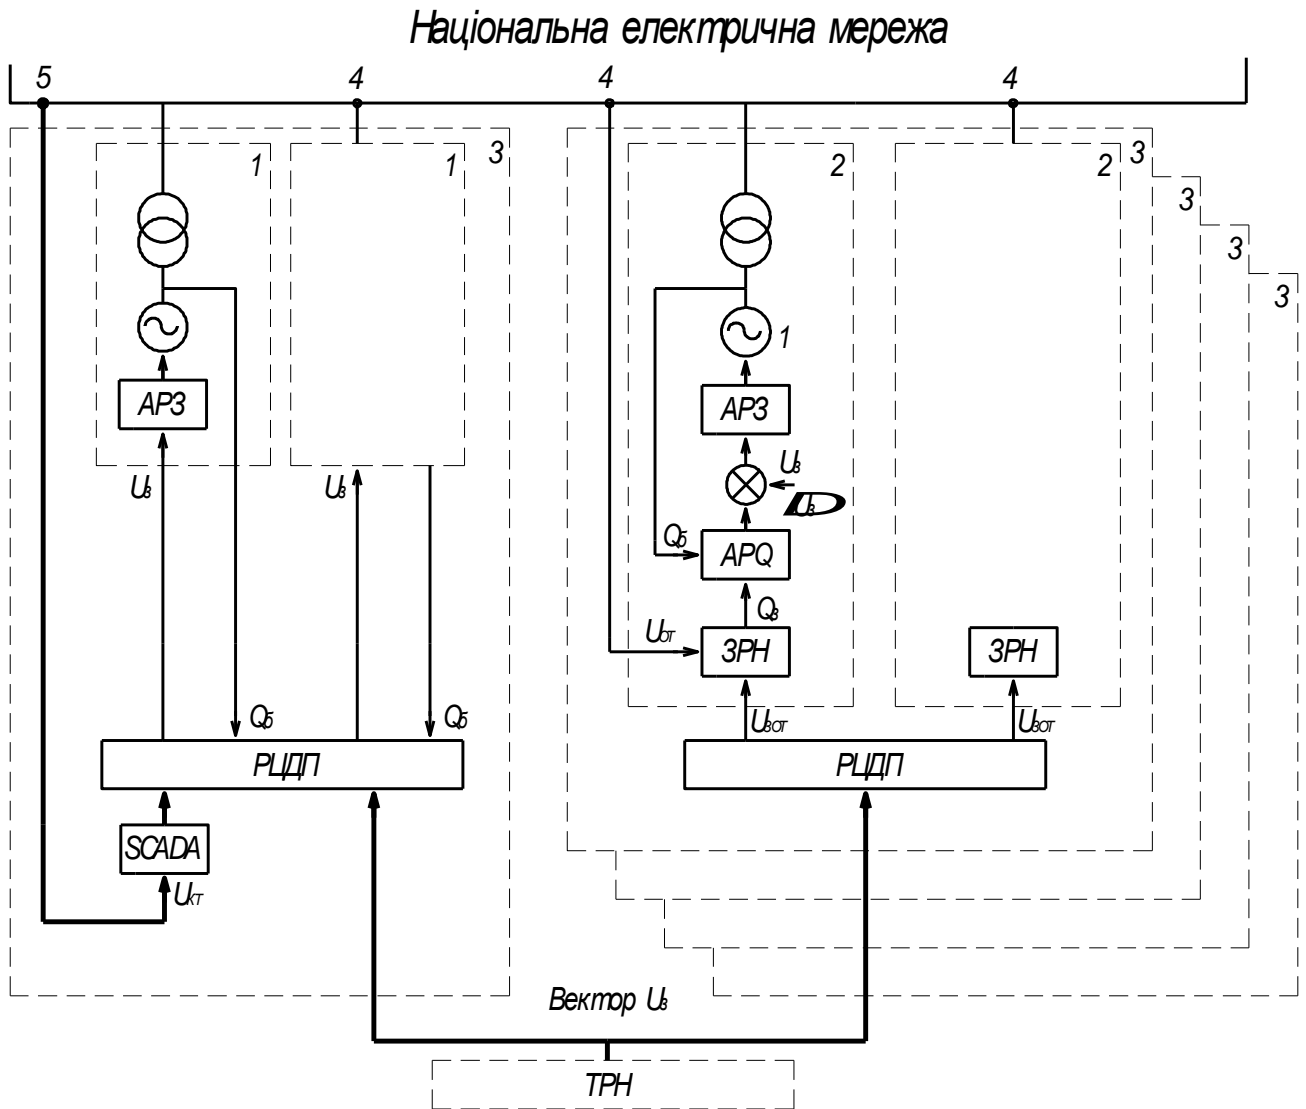 Національна електрична мережа
5
4
4
4
1
1
3
2
2
3
3
3
3
1
АРЗ
АРЗ
Uз
Uз
Uз
Uз
Qб
APQ
Qз
Uот
ЗРН
ЗРН
Qб
Qб
Uзот
Uзот
РЦДП
РЦДП
SCADA
Uкт
Вектор Uз
ТРН